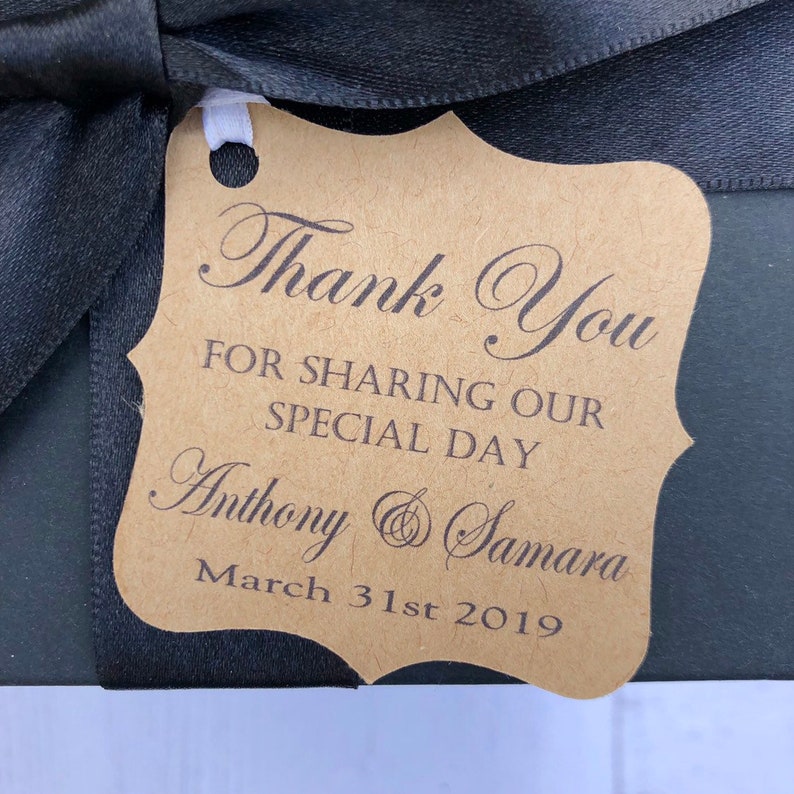 Thank You
FOR SHARING OUR
SPECIAL DAY
Anthony & Samara
March 31st 2019